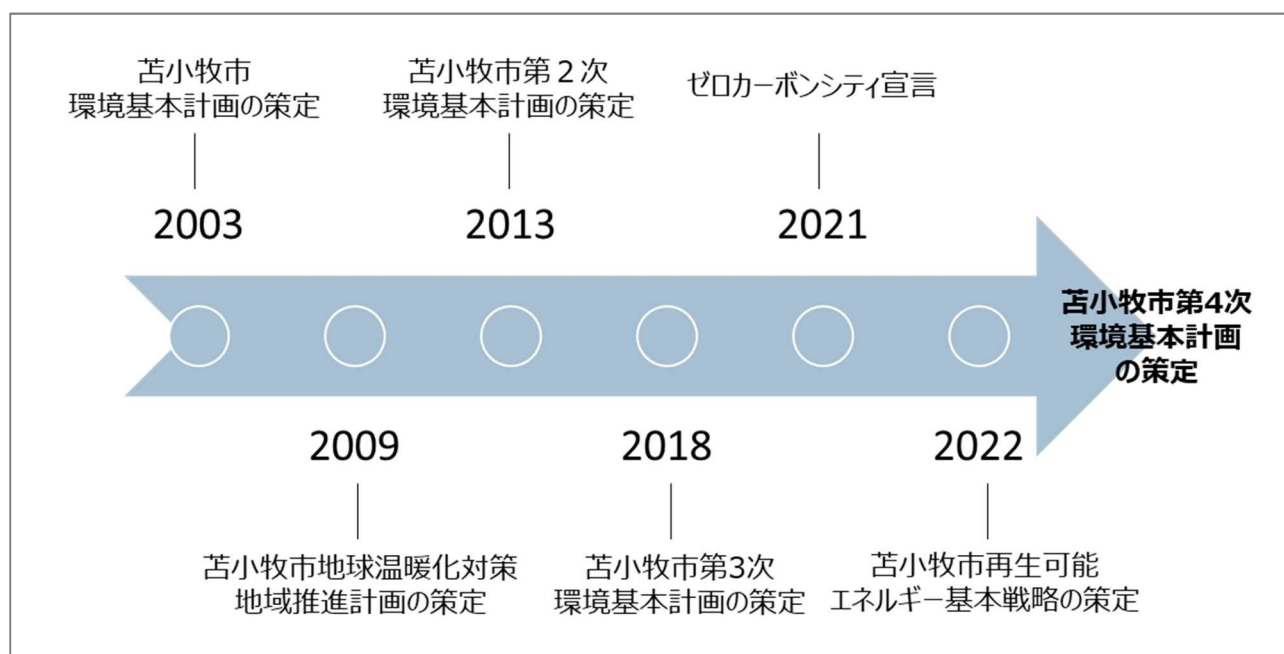 苫小牧市
環境基本計画の策定
2003
苫小牧市第２次
環境基本計画の策定
2013
ゼロカーボンシティ宣言
2021
苫小牧市第4次
環境基本計画
の策定
2009
苫小牧市地球温暖化対策
地域推進計画の策定
2018
苫小牧市第3次
環境基本計画の策定
2022
苫小牧市再生可能
エネルギー基本戦略の策定